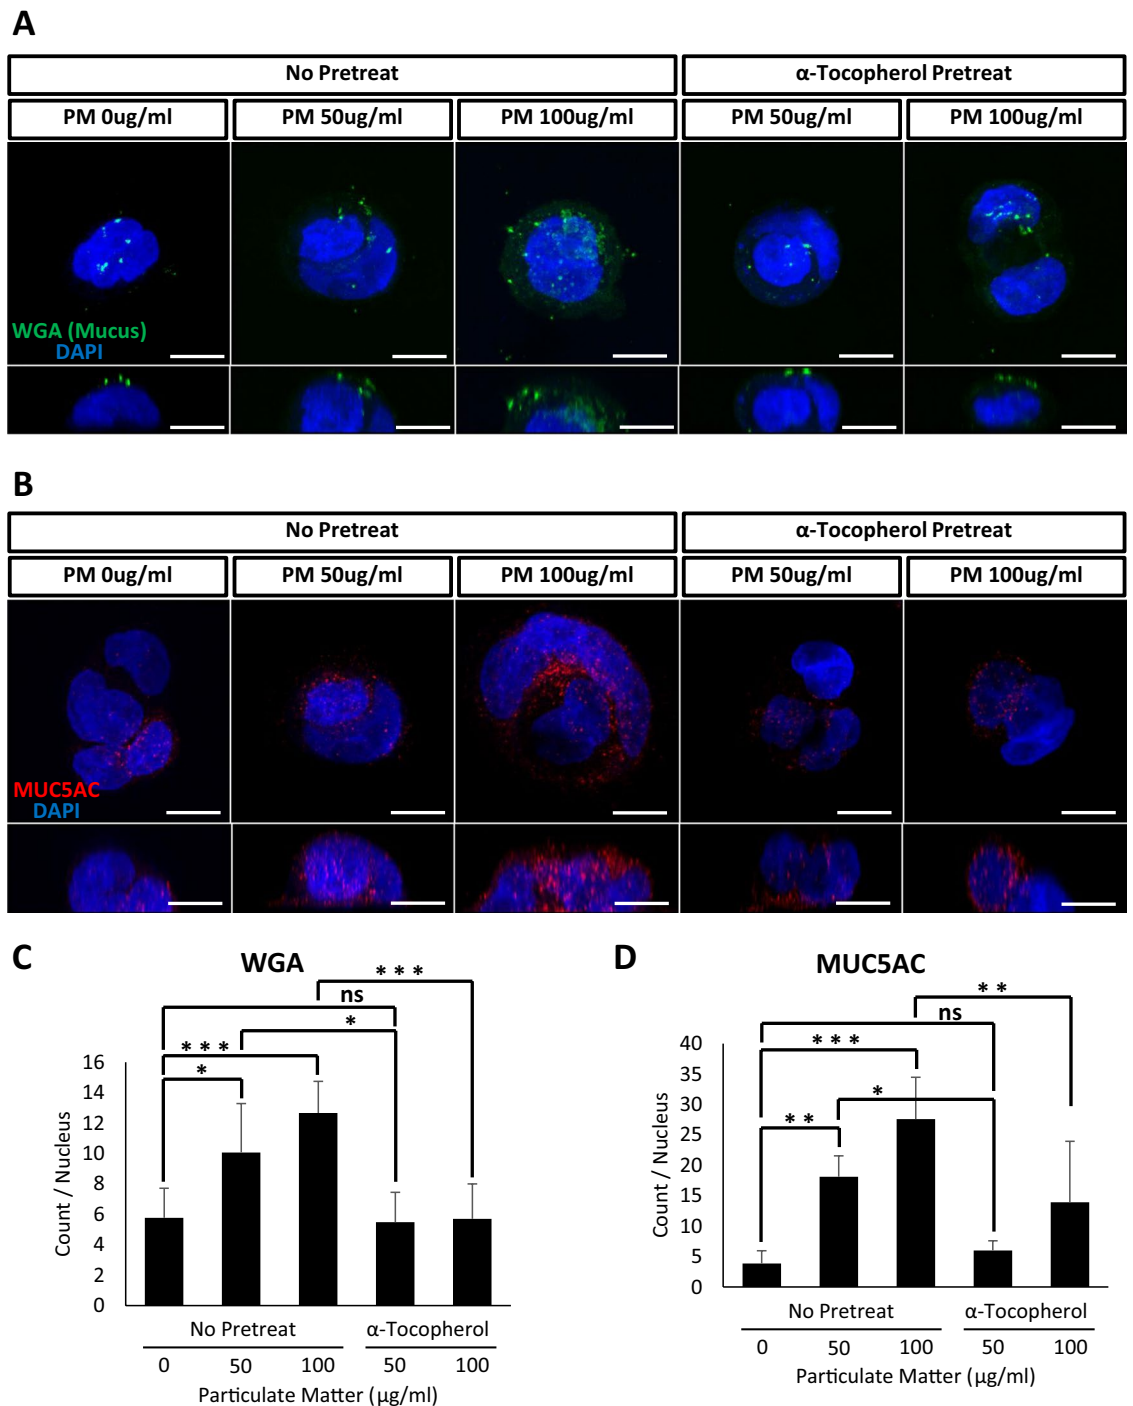 A
No Pretreat
α-Tocopherol Pretreat
PM 0ug/ml
PM 50ug/ml
PM 100ug/ml
PM 50ug/ml
PM 100ug/ml
WGA (Mucus)
DAPI
B
No Pretreat
α-Tocopherol Pretreat
PM 0ug/ml
PM 50ug/ml
PM 100ug/ml
PM 50ug/ml
PM 100ug/ml
MUC5AC
DAPI
C
WGA
* * *
ns
*
* * *
*
16
14
12
10
8
6
4
2
0
Count / Nucleus
No Pretreat
α-Tocopherol
0
50
100
50
100
Particulate Matter (μg/ml)
D
MUC5AC
* *
ns
* * *
*
* *
40
35
30
25
20
15
10
5
0
Count / Nucleus
No Pretreat
α-Tocopherol
0
50
100
50
100
Particulate Matter (μg/ml)